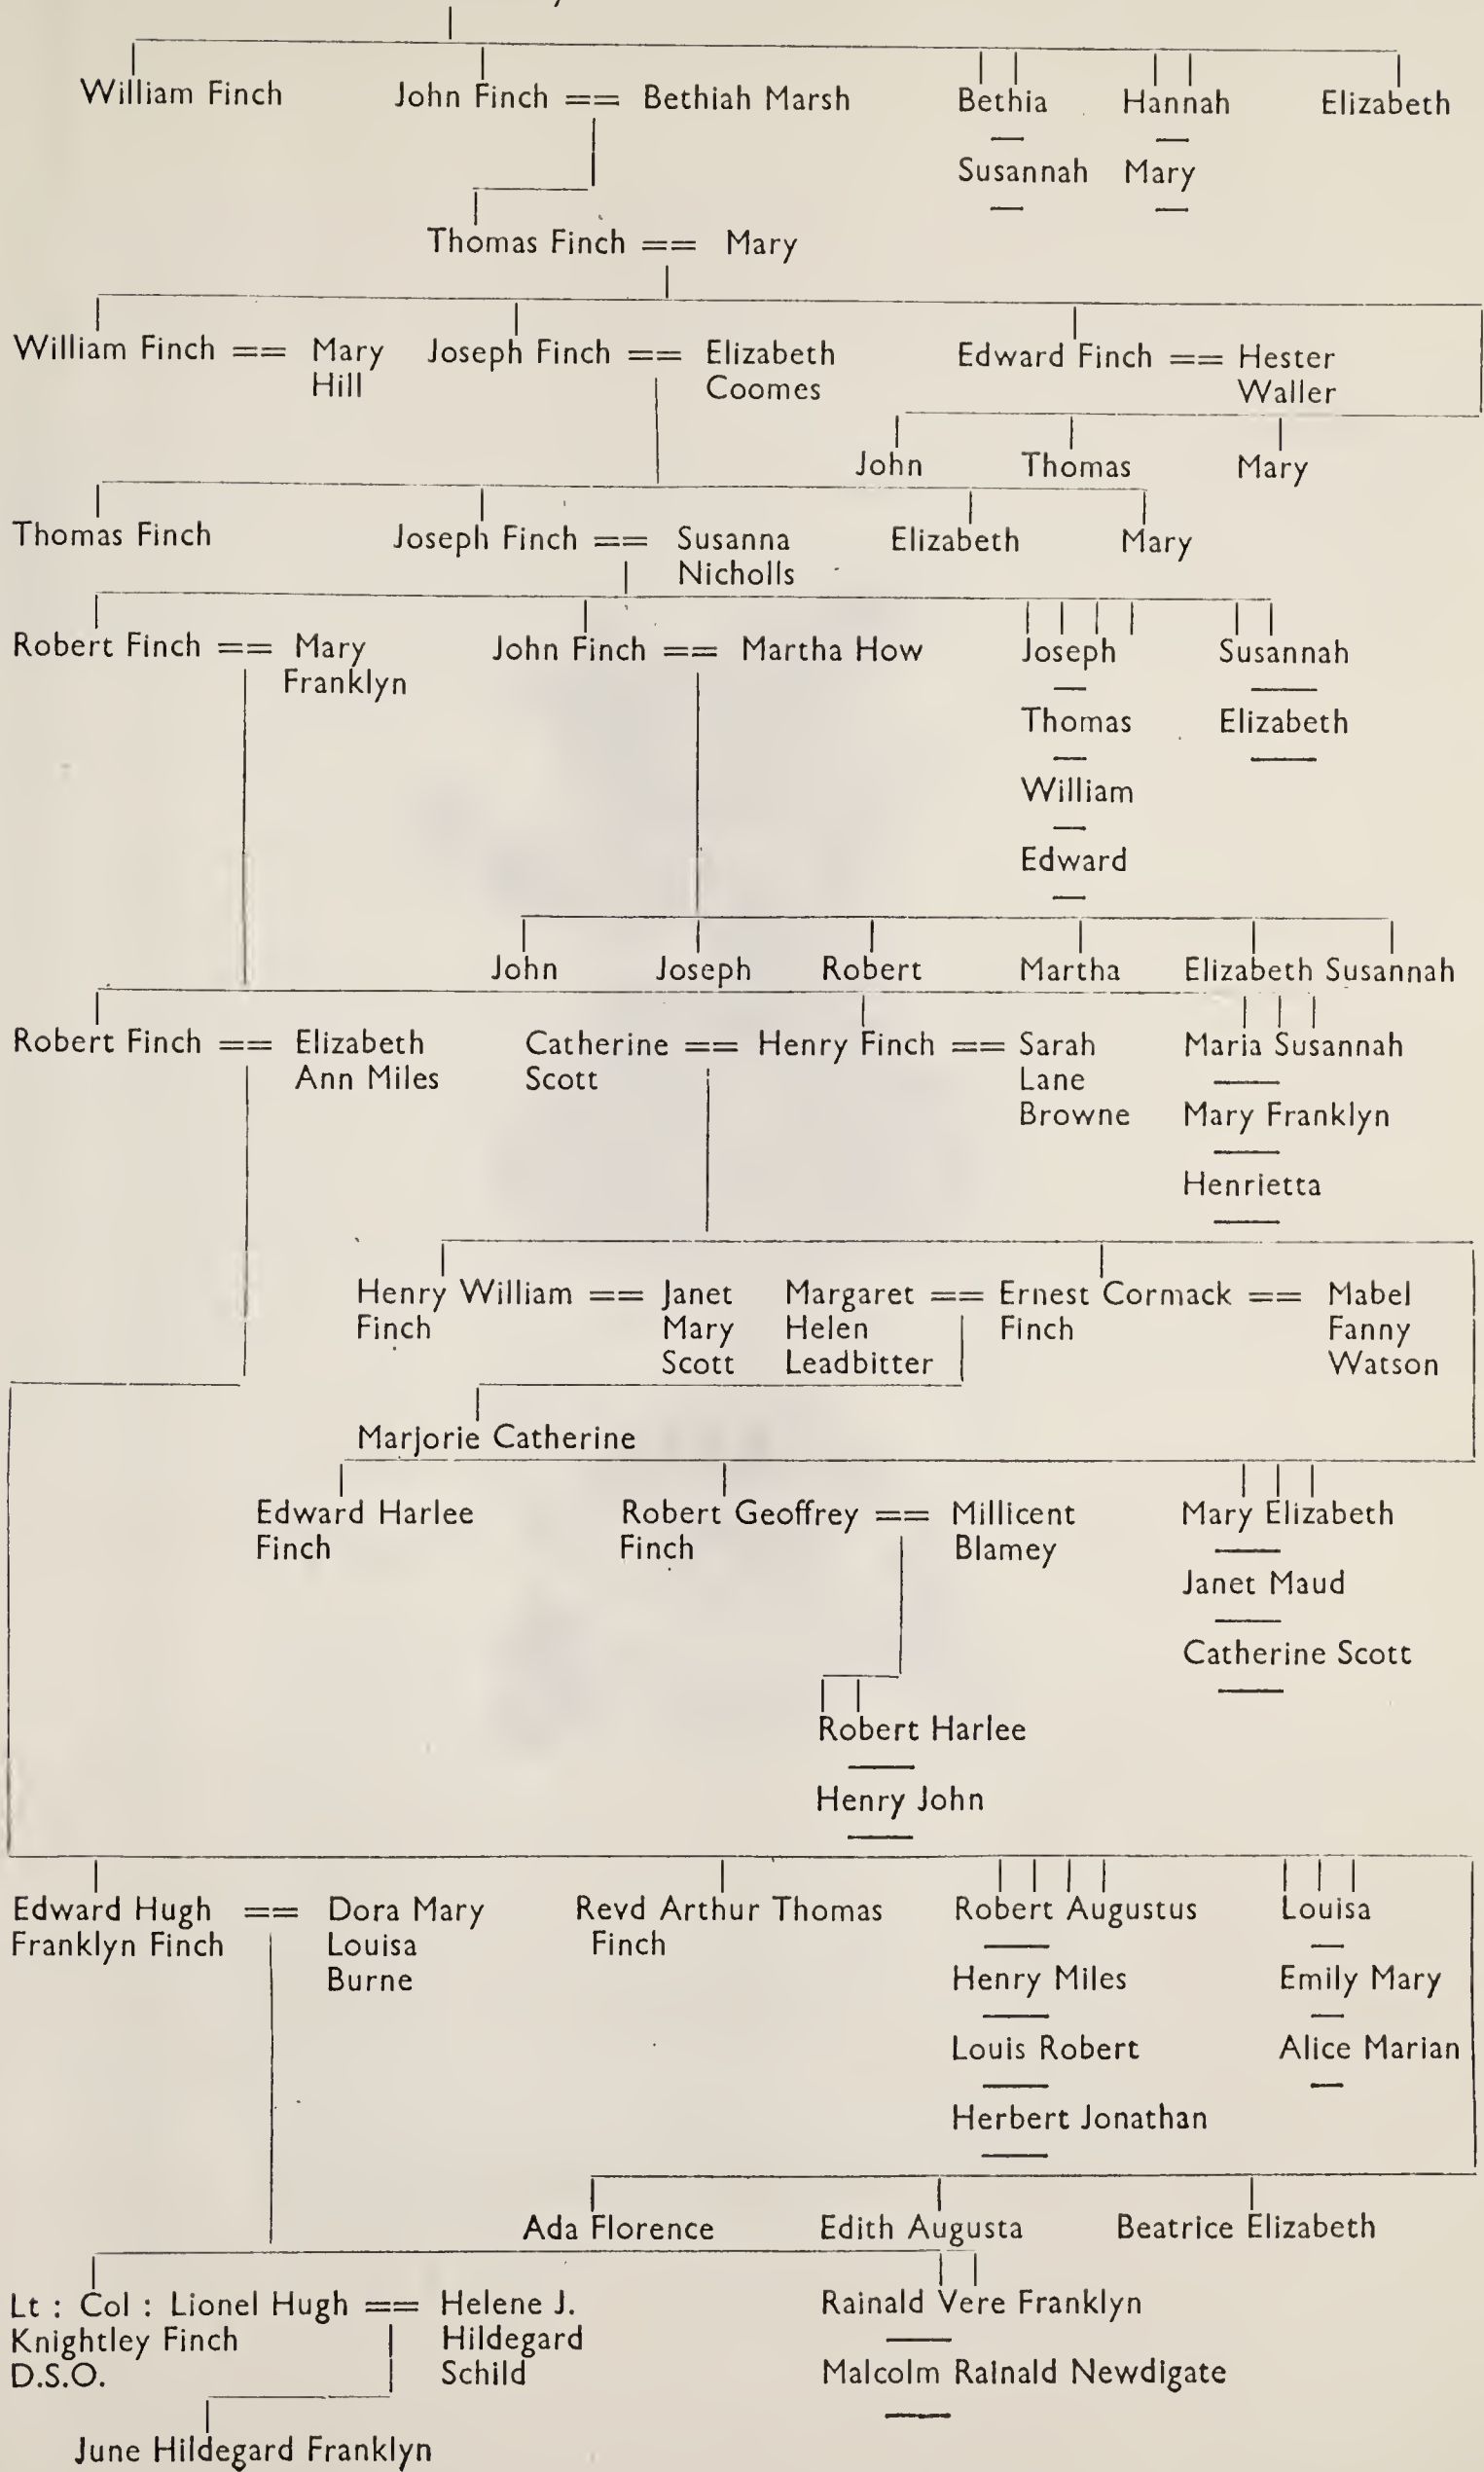 William Finch John Finch == Bethiah Marsh Bethia Hannah Elizabeth
Susannah Mary
Thomas Finch == Mary
William Finch == Mary Joseph Finch == Elizabeth Edward Finch == Hester
Hill Coomes Waller
John Thomas Mary
Thomas Finch Joseph Finch == Susanna Elizabeth Mary
Nicholls
Robert Finch == Mary John Finch == Martha How Joseph Susannah
Franklyn
Thomas Elizabeth
William
Edward
John Joseph Robert Martha Elizabeth Susannah
Robert Finch == Elizabeth Catherine == Henry Finch == Sarah Maria Susannah
Ann Miles Scott Lane
Browne Mary Franklyn
Henrietta
Henry William == Janet Margaret == Ernest Cormack == Mabel
Finch Mary Helen Finch Fanny
Scott Leadbitter Watson
Marjorie Catherine
Edward Harlee Robert Geoffrey == Millicent Mary Elizabeth
Finch Finch Blamey
Janet Maud
Catherine Scott
Robert Harlee
Henry John
Edward Hugh == Dora Mary Revd Arthur Thomas Robert Augustus Louisa
Franklyn Finch Louisa Finch
Burne Henry Miles Emily Mary
Louis Robert Alice Marian
Herbert Jonathan
Ada Florence Edith Augusta Beatrice Elizabeth
Lt : Col : Lionel Hugh == Helene J. Rainald Vere Franklyn
Knightley Finch Hildegard
D.S.O. Schild Malcolm Rainald Newdigate
June Hildegard Franklyn